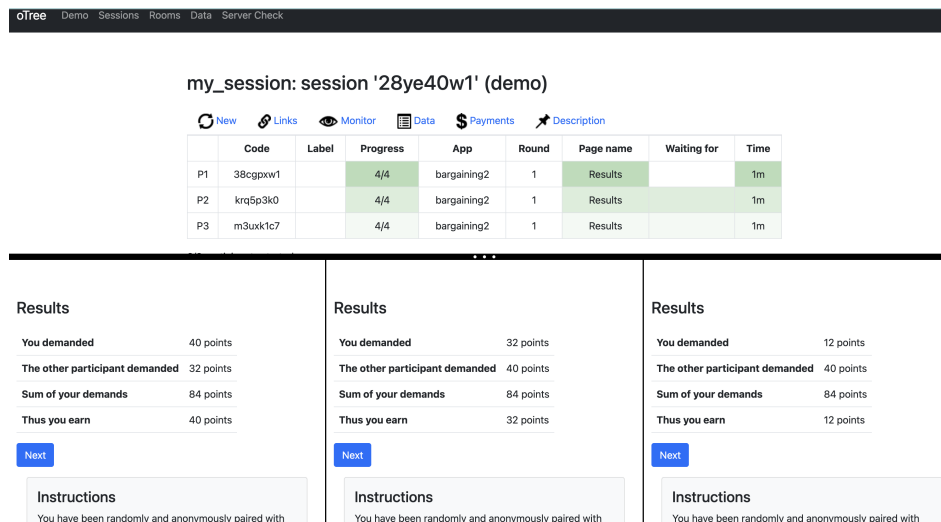 oTree Demo Sessions Rooms Data Server Check
my_session: session '28ye40w1' (demo)
New Links Monitor Data Payments Description
Code Label Progress App Round Page name Waiting for Time
P1 38cgpxw1 4/4 bargaining2 1 Results 1m
P2 krq5p3k0 4/4 bargaining2 1 Results 1m
P3 m3uxk1c7 4/4 bargaining2 1 Results 1m
Results
You demanded 40 points
The other participant demanded 32 points
Sum of your demands 84 points
Thus you earn 40 points
Next
Instructions
You have been randomly and anonymously paired with
Results
You demanded 32 points
The other participant demanded 40 points
Sum of your demands 84 points
Thus you earn 32 points
Next
Instructions
You have been randomly and anonymously paired with
Results
You demanded 12 points
The other participant demanded 40 points
Sum of your demands 84 points
Thus you earn 12 points
Next
Instructions
You have been randomly and anonymously paired with